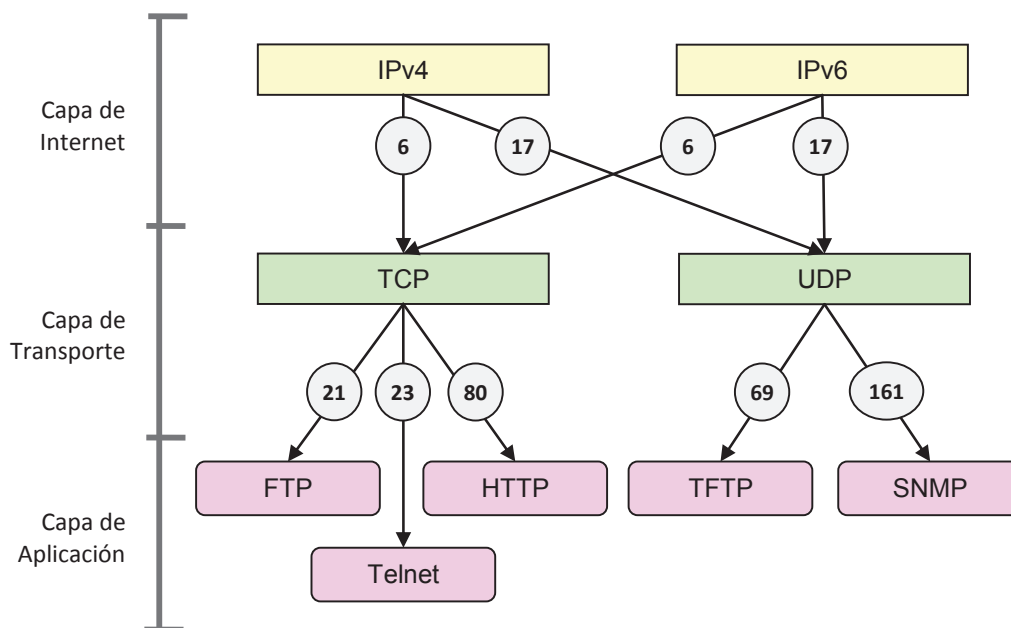 IPv4
IPv6
Capa de
Internet
6
17
6
17
TCP
UDP
Capa de
Transporte
21
23
80
69
161
FTP
HTTP
TFTP
SNMP
Capa de
Aplicación
Telnet